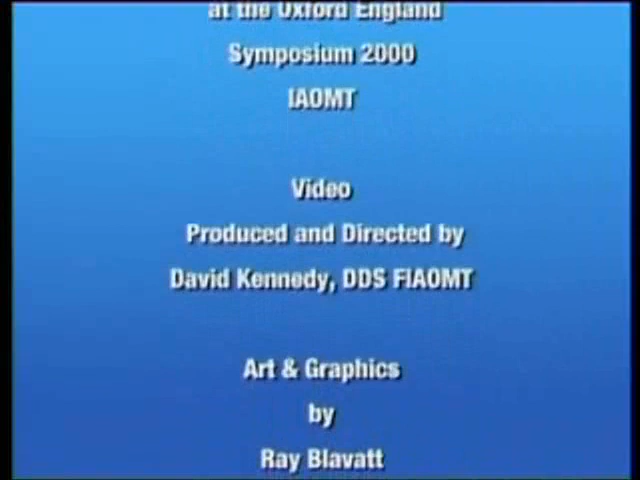 at the Oxford England
Symposium 2000
IAOMT
Video
Produced and Directed by
David Kennedy, DDS FIAOMT
Art & Graphics
by
Ray Blavatt